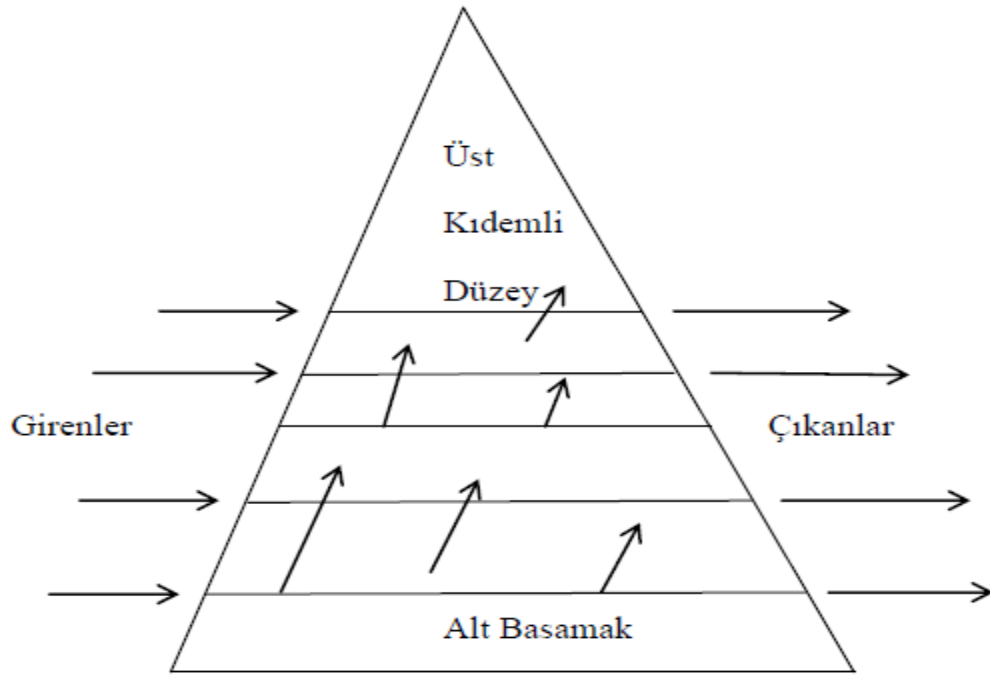 Üst
Kıdemli
Düzey
Girenler
Çıkanlar
Alt Basamak